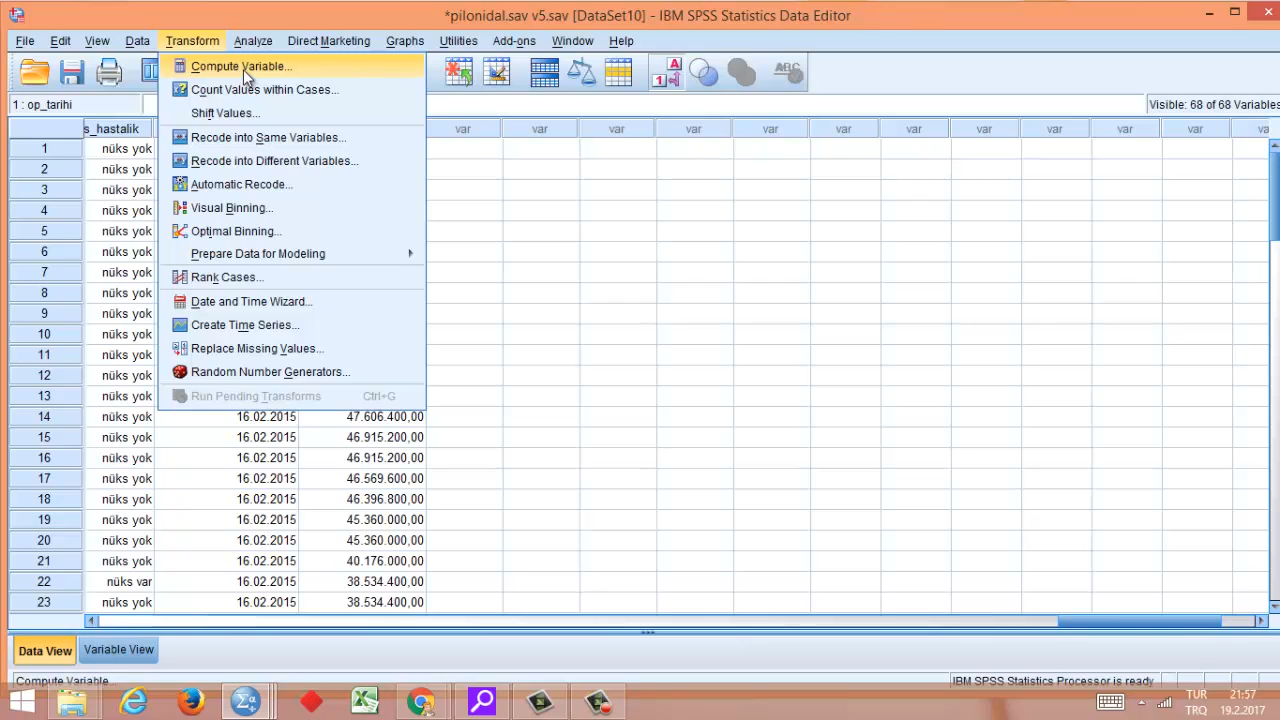 *pilonidal.sav v5.sav [DataSet10] - IBM SPSS Statistics Data Editor
File Edit View Data Transform Analyze Direct Marketing Graphs Utilities Add-ons Window Help
1 : op_tarihi
Visible: 68 of 68 Variables
Compute Variable...
Count Values within Cases...
Shift Values...
Recode into Same Variables...
Recode into Different Variables...
Automatic Recode...
Visual Binning...
Optimal Binning...
Prepare Data for Modeling
Rank Cases...
Date and Time Wizard...
Create Time Series...
Replace Missing Values...
Random Number Generators...
Run Pending Transforms Ctrl+G
s_hastalik var var var var var var var var var var va
1 nüks yok
2 nüks yok
3 nüks yok
4 nüks yok
5 nüks yok
6 nüks yok
7 nüks yok
8 nüks yok
9 nüks yok
10 nüks yok
11 nüks yok
12 nüks yok
13 nüks yok
14 nüks yok 16.02.2015 47.606.400,00
15 nüks yok 16.02.2015 46.915.200,00
16 nüks yok 16.02.2015 46.915.200,00
17 nüks yok 16.02.2015 46.569.600,00
18 nüks yok 16.02.2015 46.396.800,00
19 nüks yok 16.02.2015 45.360.000,00
20 nüks yok 16.02.2015 45.360.000,00
21 nüks yok 16.02.2015 40.176.000,00
22 nüks var 16.02.2015 38.534.400,00
23 nüks yok 16.02.2015 38.534.400,00
Data View Variable View
Compute Variable... IBM SPSS Statistics Processor is ready
TUR 21:57
TRQ 19.2.2017